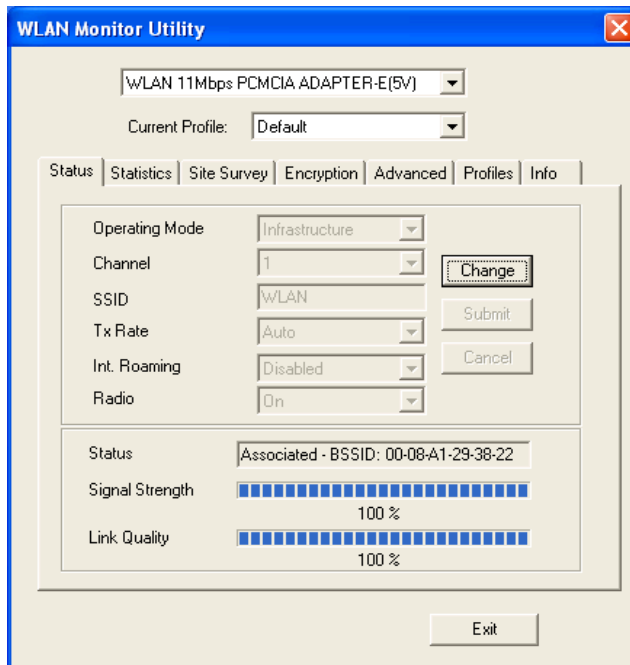 WLAN Monitor Utility
WLAN 11Mbps PCMCIA ADAPTER-E(5V)
Current Profile: Default
Status Statistics Site Survey Encryption Advanced Profiles Info
Operating Mode Infrastructure
Channel 1
Change
SSID WLAN
Submit
Tx Rate Auto
Cancel
Int. Roaming Disabled
Radio On
Status Associated - BSSID: 00-08-A1-29-38-22
Signal Strength
100 %
Link Quality
100 %
Exit